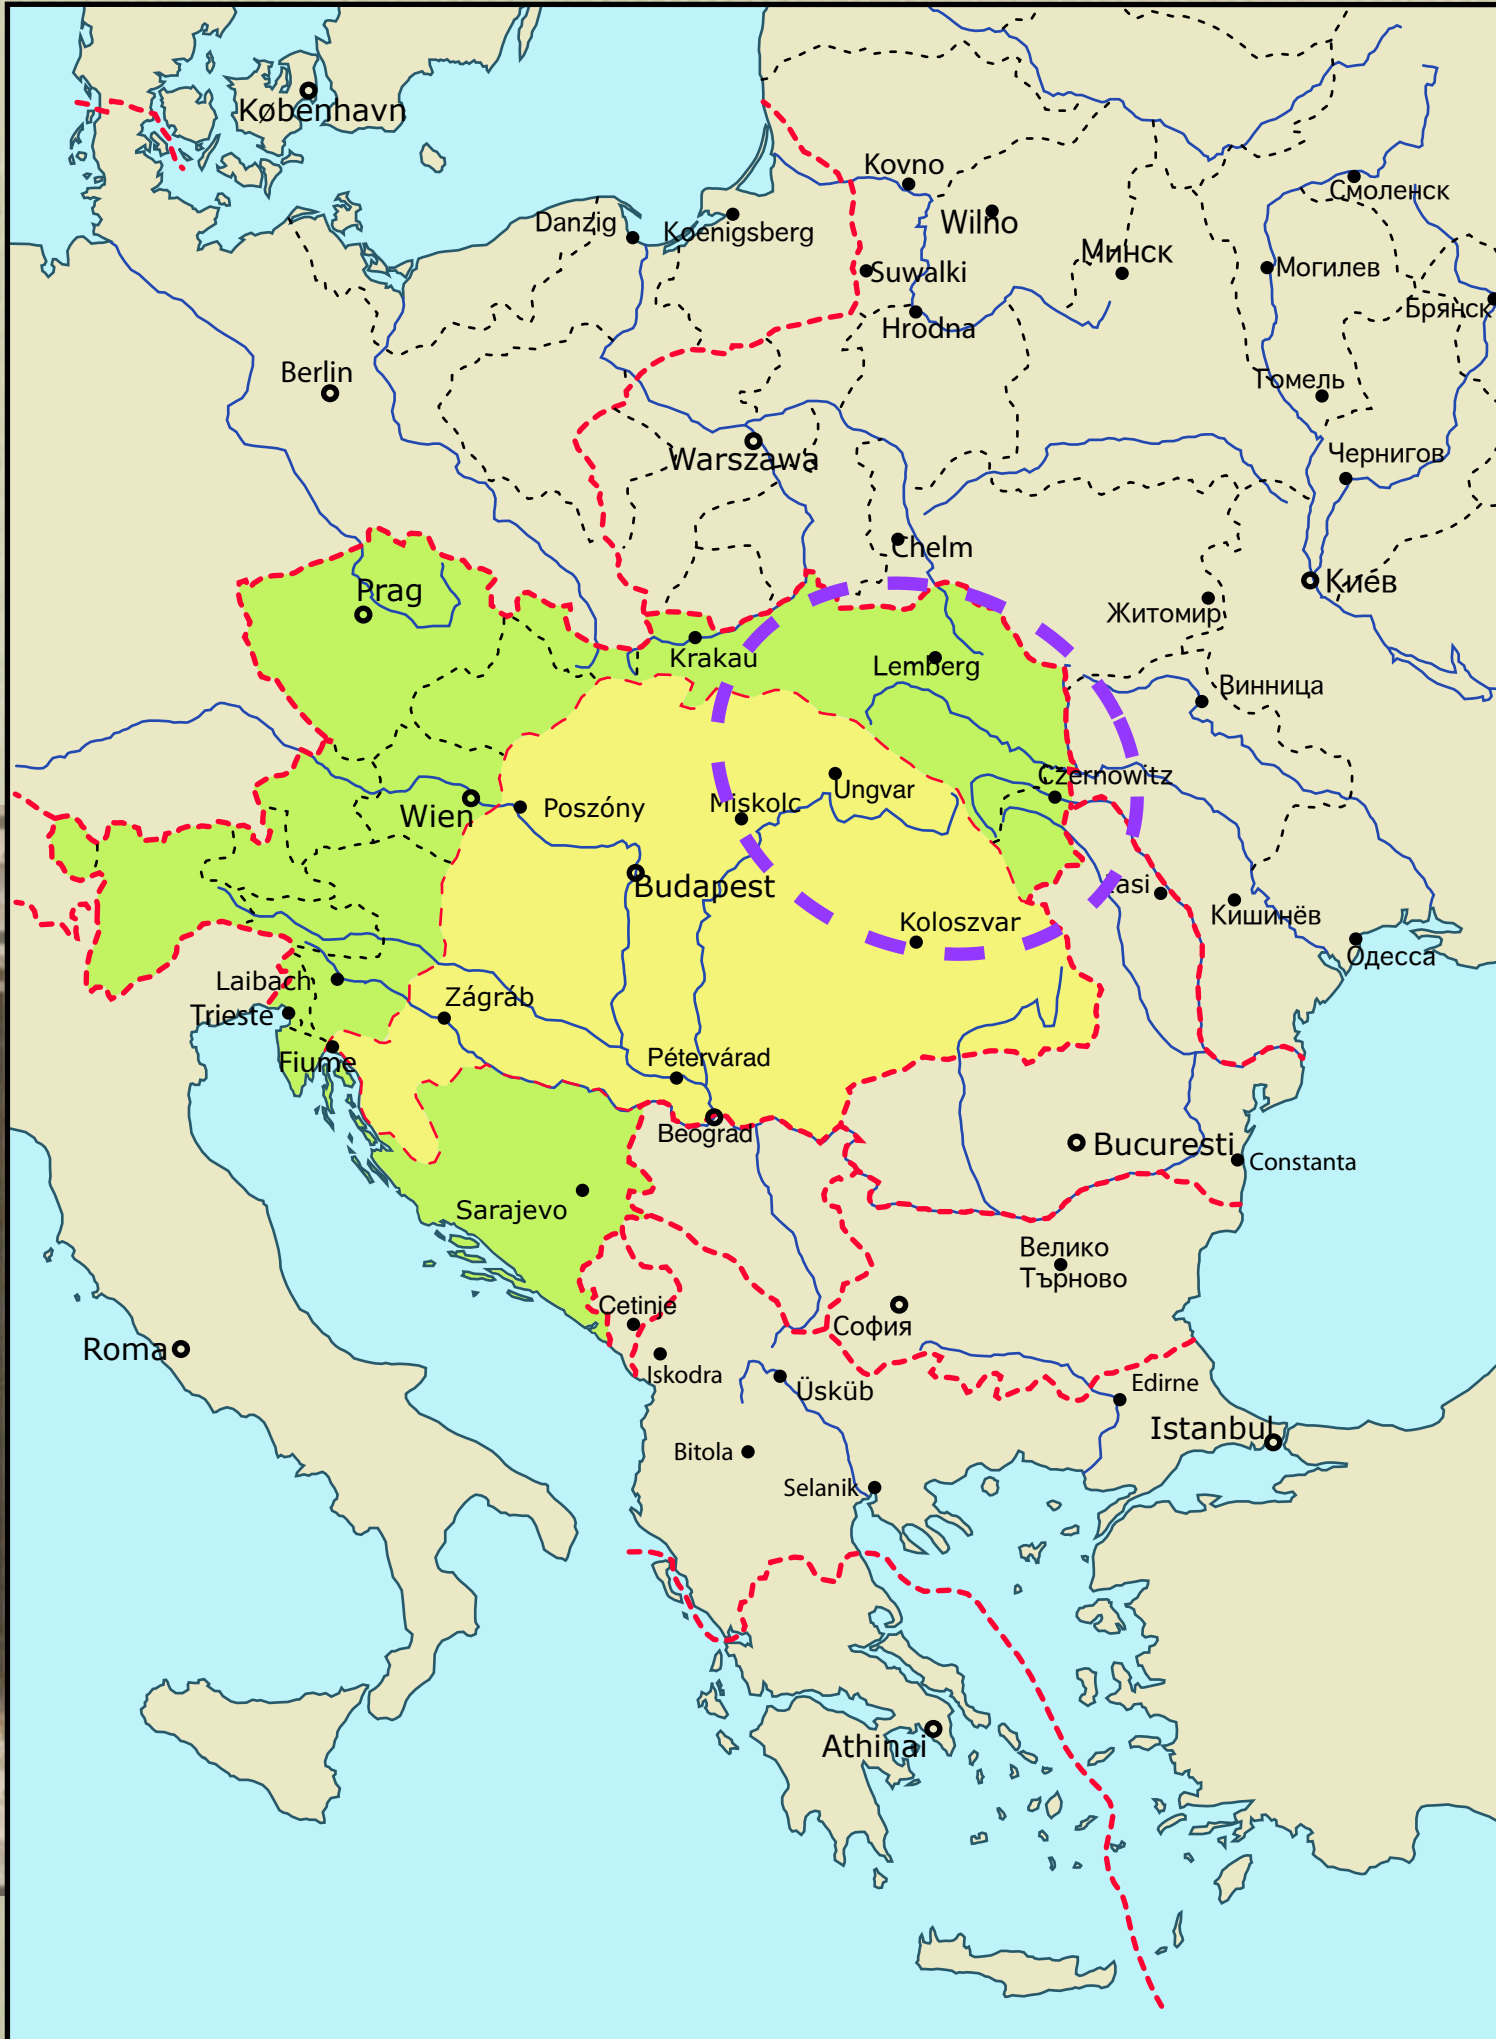 København
Kovno
Смоленск
Danzig
Koenigsberg
Wilno
Минск
Suwalki
Могилев
Брянск
Hrodna
Berlin
Гомель
Warszawa
Чернигов
Chelm
Prag
Киев
Житомир
Krakau
Lemberg
Винница
Czernowitz
Ungvar
Wien
Poszóny
Miskolc
Budapest
Iasi
Кишинёв
Koloszvar
Одесса
Laibach
Zágráb
Trieste
Fiume
Pétervárad
Beograd
Bucuresti
Constanta
Sarajevo
Велико
Търново
Cetinje
София
Roma
Iskodra
Üsküb
Edirne
Istanbul
Bitola
Selanik
Athinai